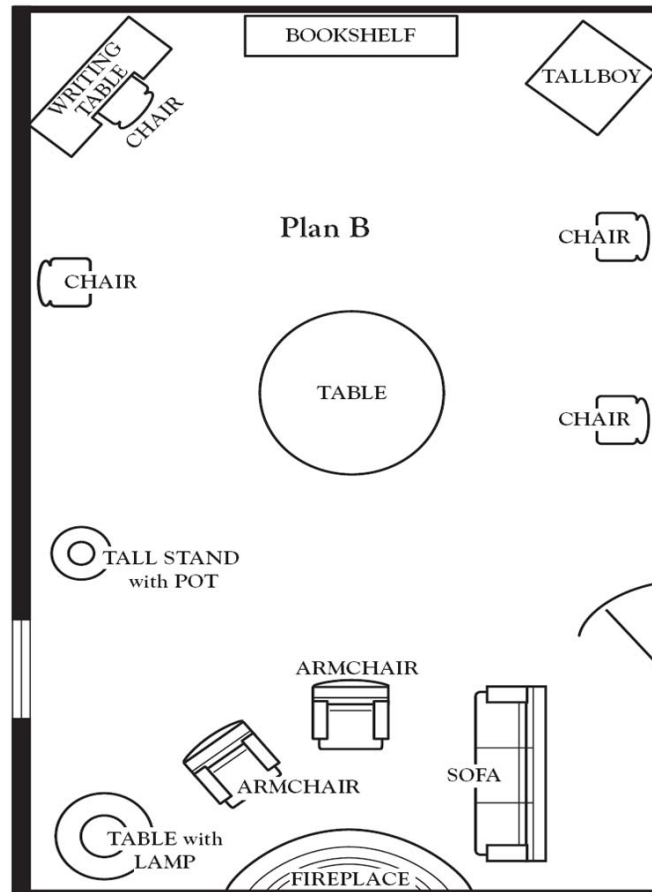 BOOKSHELF
WRITING
TABLE
CHAIR
TALLBOY
Plan B
CHAIR
CHAIR
TABLE
CHAIR
TALL STAND
with POT
ARMCHAIR
ARMCHAIR
SOFA
TABLE with
LAMP
FIREPLACE